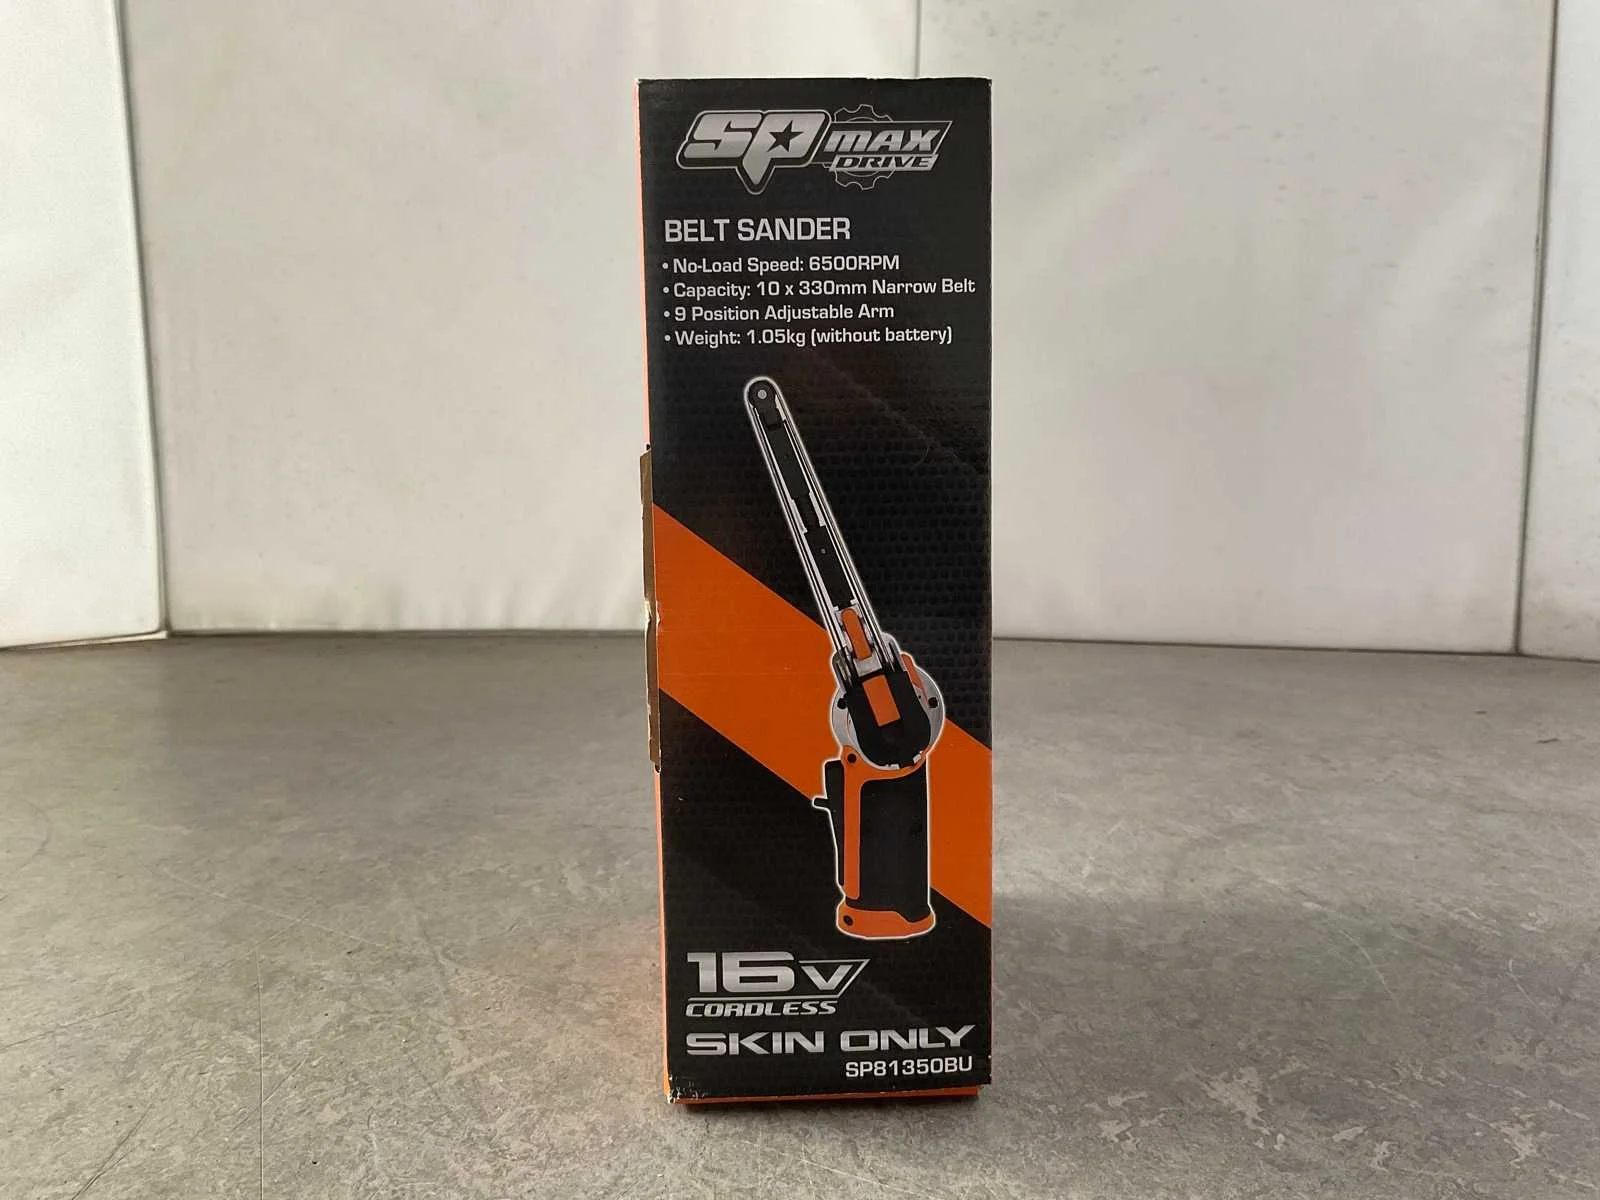 SP MAX
DRIVE
BELT SANDER
• No-Load Speed: 6500RPM
• Capacity: 10 x 330mm Narrow Belt
• 9 Position Adjustable Arm
• Weight: 1.05kg (without battery)
16V
CORDLESS
SKIN ONLY
SP81350BU